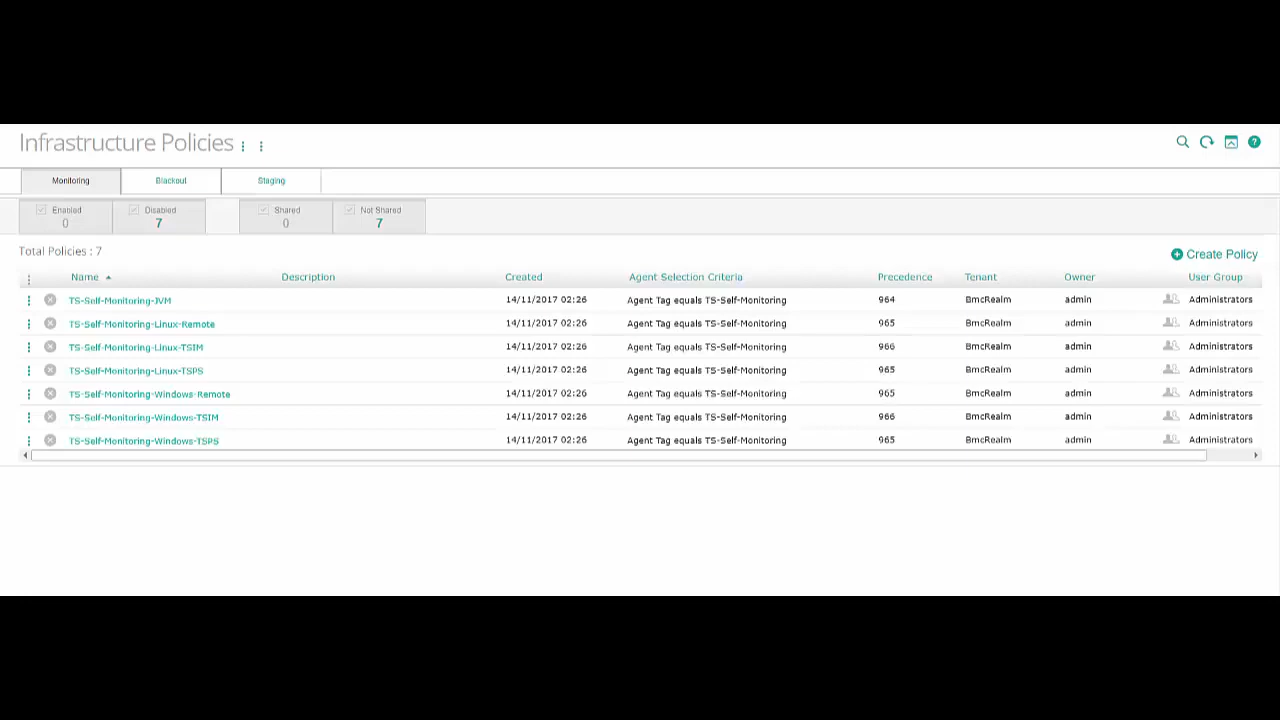 Infrastructure Policies
Monitoring Blackout Staging
Enabled Disabled Shared Not Shared
0 7 0 7
Total Policies : 7
Create Policy
Name Description Created Agent Selection Criteria Precedence Tenant Owner User Group
TS-Self-Monitoring-JVM 14/11/2017 02:26 Agent Tag equals TS-Self-Monitoring 964 BmcRealm admin Administrators
TS-Self-Monitoring-Linux-Remote 14/11/2017 02:26 Agent Tag equals TS-Self-Monitoring 965 BmcRealm admin Administrators
TS-Self-Monitoring-Linux-TSIM 14/11/2017 02:26 Agent Tag equals TS-Self-Monitoring 966 BmcRealm admin Administrators
TS-Self-Monitoring-Linux-TSPS 14/11/2017 02:26 Agent Tag equals TS-Self-Monitoring 965 BmcRealm admin Administrators
TS-Self-Monitoring-Windows-Remote 14/11/2017 02:26 Agent Tag equals TS-Self-Monitoring 965 BmcRealm admin Administrators
TS-Self-Monitoring-Windows-TSIM 14/11/2017 02:26 Agent Tag equals TS-Self-Monitoring 966 BmcRealm admin Administrators
TS-Self-Monitoring-Windows-TSPS 14/11/2017 02:26 Agent Tag equals TS-Self-Monitoring 965 BmcRealm admin Administrators